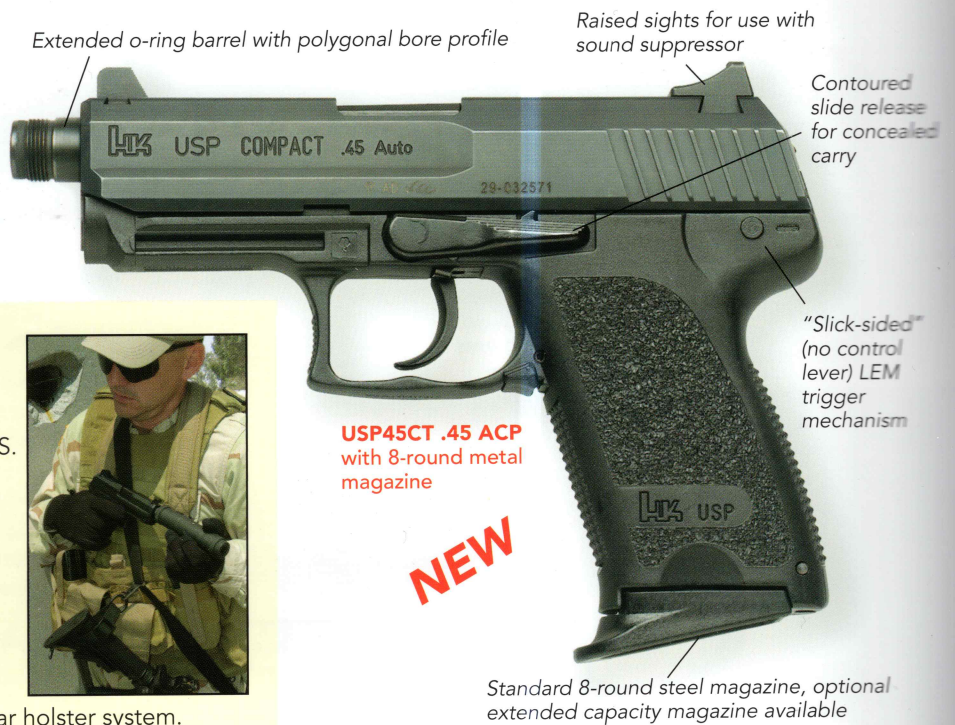 Extended o-ring barrel with polygonal bore profile
Raised sights for use with
sound suppressor
Contoured
slide release
for concealed
carry
HK USP COMPACT .45 Auto
29-032571
"Slick-sided"
(no control
lever) LEM
trigger
mechanism
USP45CT .45 ACP
with 8-round metal
magazine
NEW
HK USP
S.
Standard 8-round steel magazine, optional
extended capacity magazine available
ar holster system.